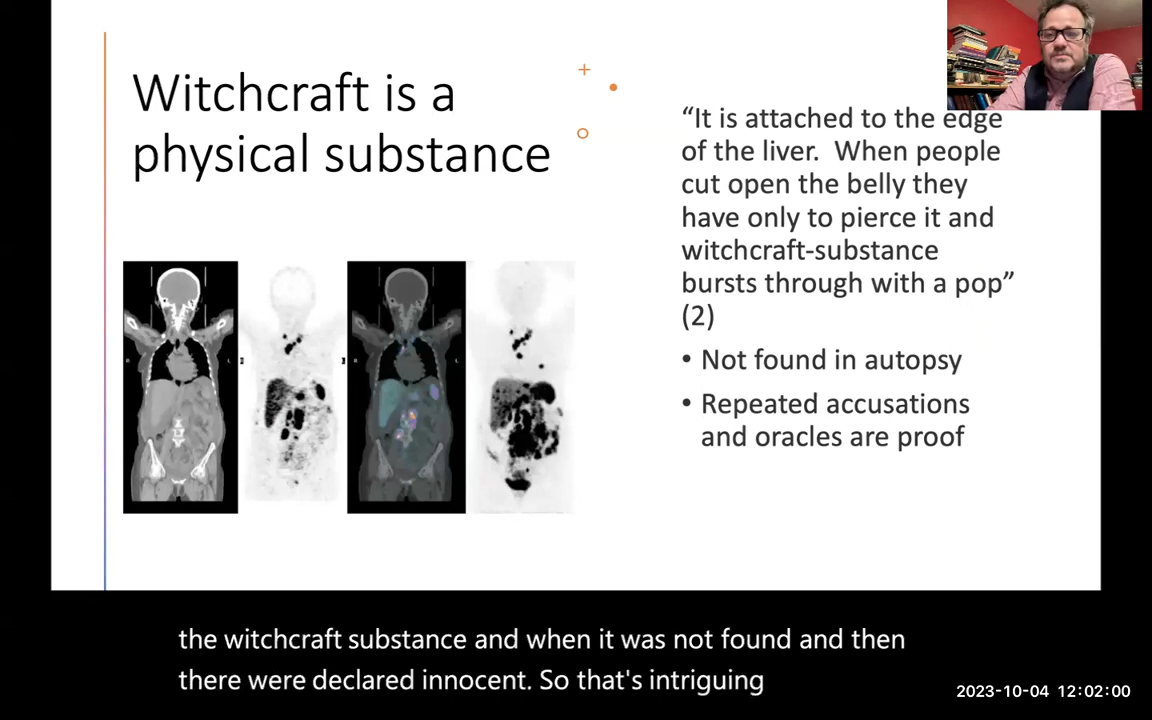 Witchcraft is a
physical substance
“It is attached to the edge
of the liver.  When people
cut open the belly they
have only to pierce it and
witchcraft-substance
bursts through with a pop”
(2)
• Not found in autopsy
• Repeated accusations
and oracles are proof
the witchcraft substance and when it was not found and then
there were declared innocent. So that's intriguing
2023-10-04 12:02:00